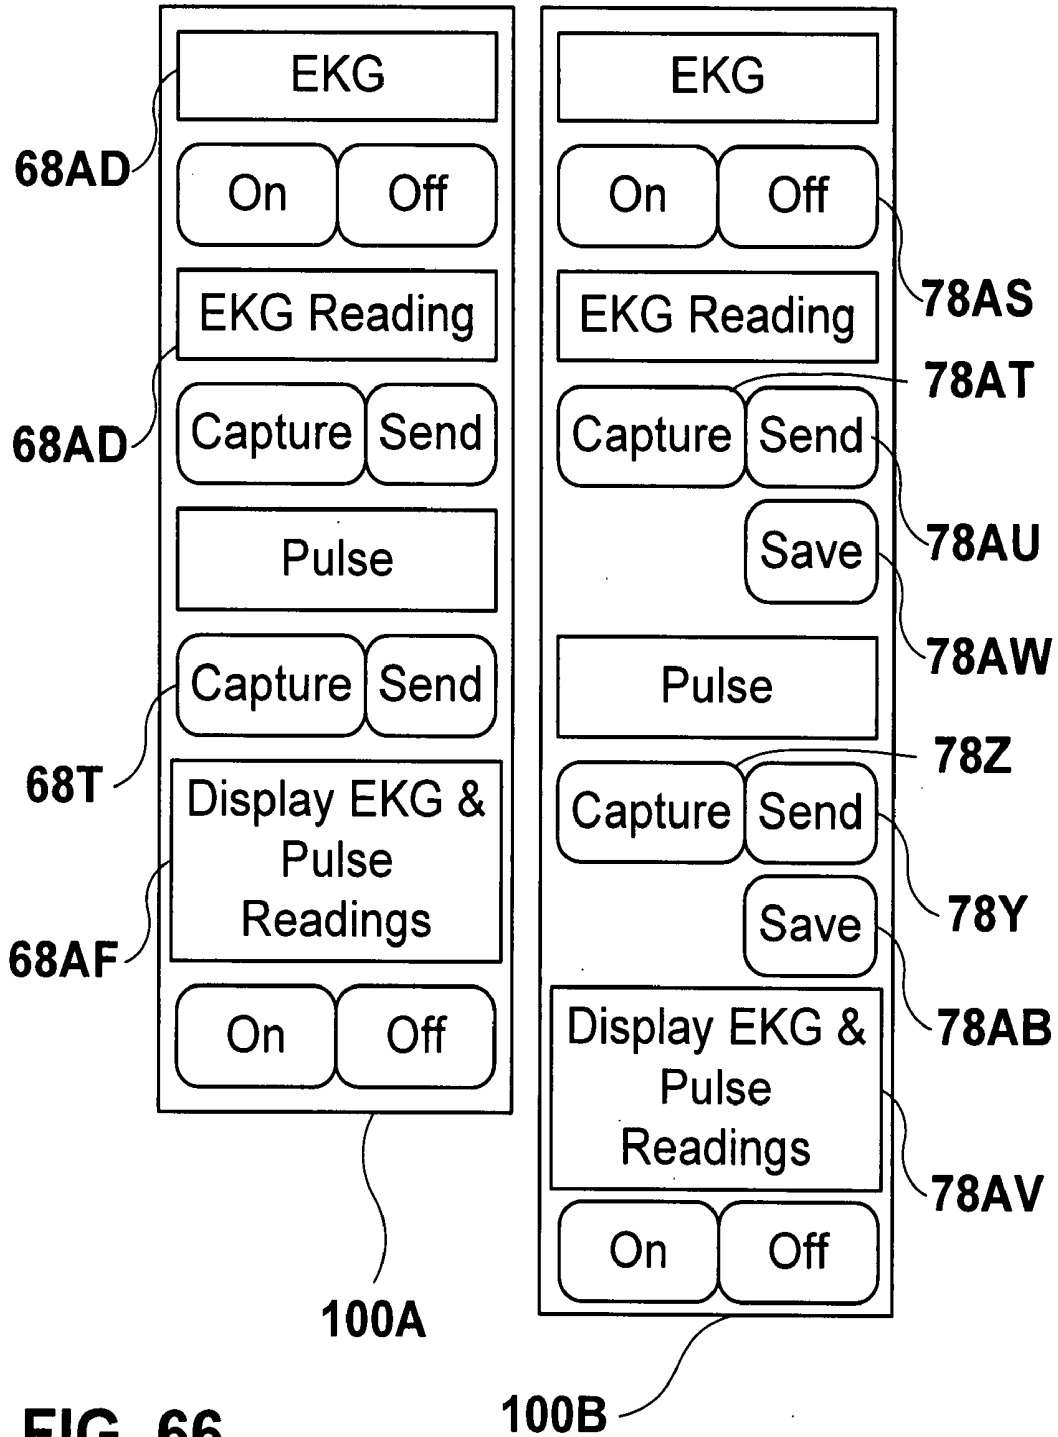 EKG
68AD
On Off
EKG Reading
68AD
Capture Send
Pulse
Capture Send
68T
Display EKG &
Pulse
Readings
68AF
On Off
100A
EKG
On Off
78AS
EKG Reading
78AT
Capture Send
78AU
Save
78AW
Pulse
78Z
Capture Send
78Y
Save
78AB
Display EKG &
Pulse
Readings
78AV
On Off
100B
FIG. 66